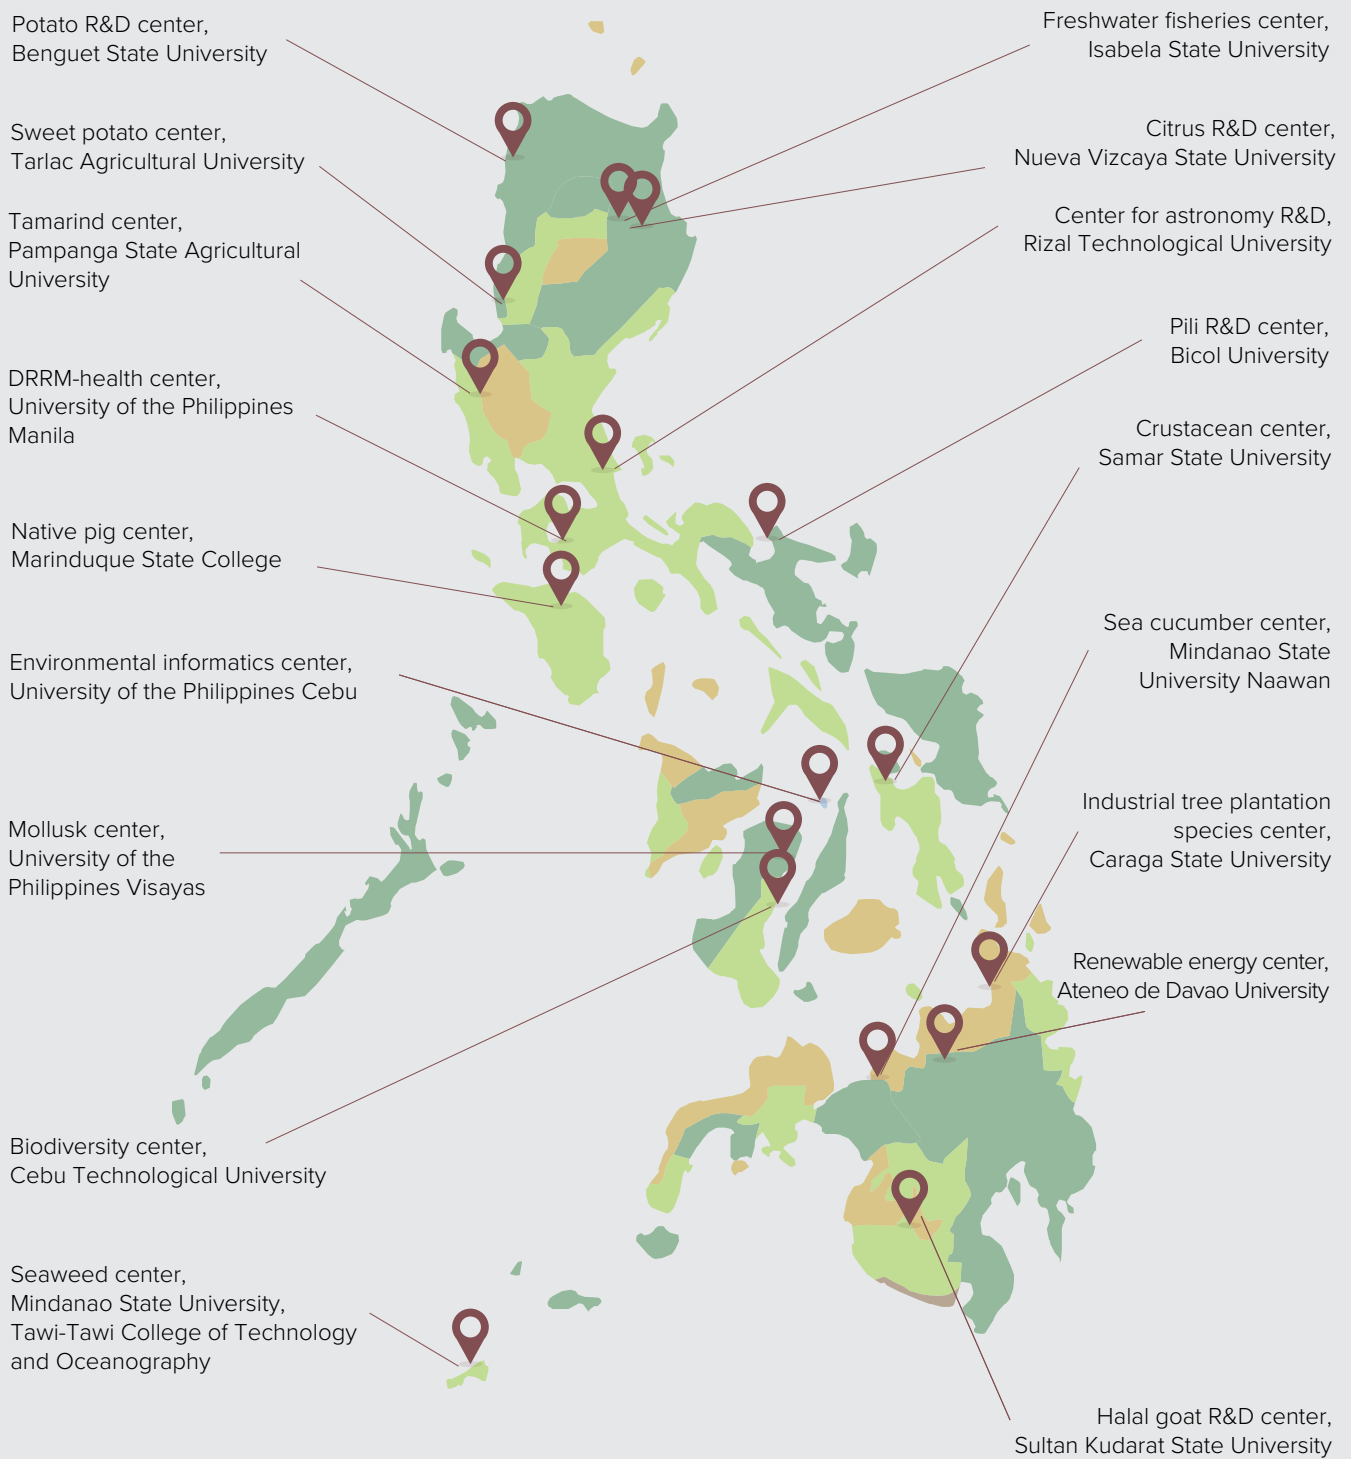 Potato R&D center,
Benguet State University
Sweet potato center,
Tarlac Agricultural University
Tamarind center,
Pampanga State Agricultural
University
DRRM-health center,
University of the Philippines
Manila
Native pig center,
Marinduque State College
Environmental informatics center,
University of the Philippines Cebu
Mollusk center,
University of the
Philippines Visayas
Biodiversity center,
Cebu Technological University
Seaweed center,
Mindanao State University,
Tawi-Tawi College of Technology
and Oceanography
Freshwater fisheries center,
Isabela State University
Citrus R&D center,
Nueva Vizcaya State University
Center for astronomy R&D,
Rizal Technological University
Pili R&D center,
Bicol University
Crustacean center,
Samar State University
Sea cucumber center,
Mindanao State
University Naawan
Industrial tree plantation
species center,
Caraga State University
Renewable energy center,
Ateneo de Davao University
Halal goat R&D center,
Sultan Kudarat State University